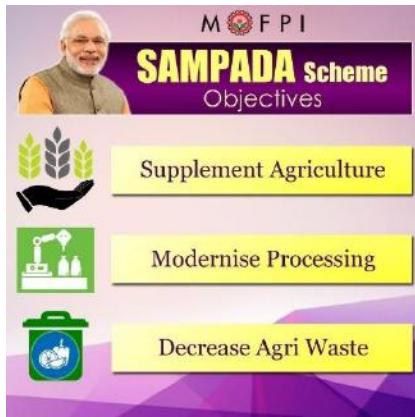 MOFPI
SAMPADA Scheme
Objectives
Supplement Agriculture
Modernise Processing
Decrease Agri Waste